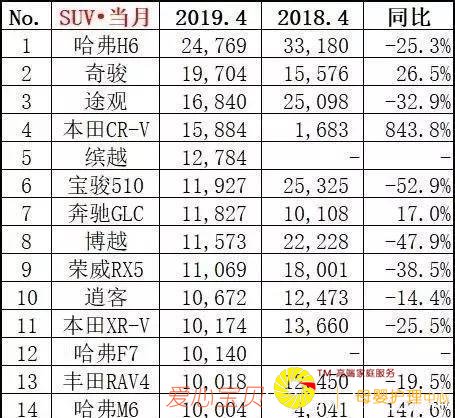 No. SUV•当月 2019.4 2018.4 同比
1 哈弗H6 24,769 33,180 -25.3%
2 奇骏 19,704 15,576 26.5%
3 途观 16,840 25,098 -32.9%
4 本田CR-V 15,884 1,683 843.8%
5 缤越 12,784 - -
6 宝骏510 11,927 25,325 -52.9%
7 奔驰GLC 11,827 10,108 17.0%
8 博越 11,573 22,228 -47.9%
9 荣威RX5 11,069 18,001 -38.5%
10 逍客 10,672 12,473 -14.4%
11 本田XR-V 10,174 13,660 -25.5%
12 哈弗F7 10,140 - -
13 丰田RAV4 10,018 12,450 -19.5%
14 哈弗M6 10,004 4,041 147.6%
爱心宝贝
TM 高端家庭服务
母婴护理